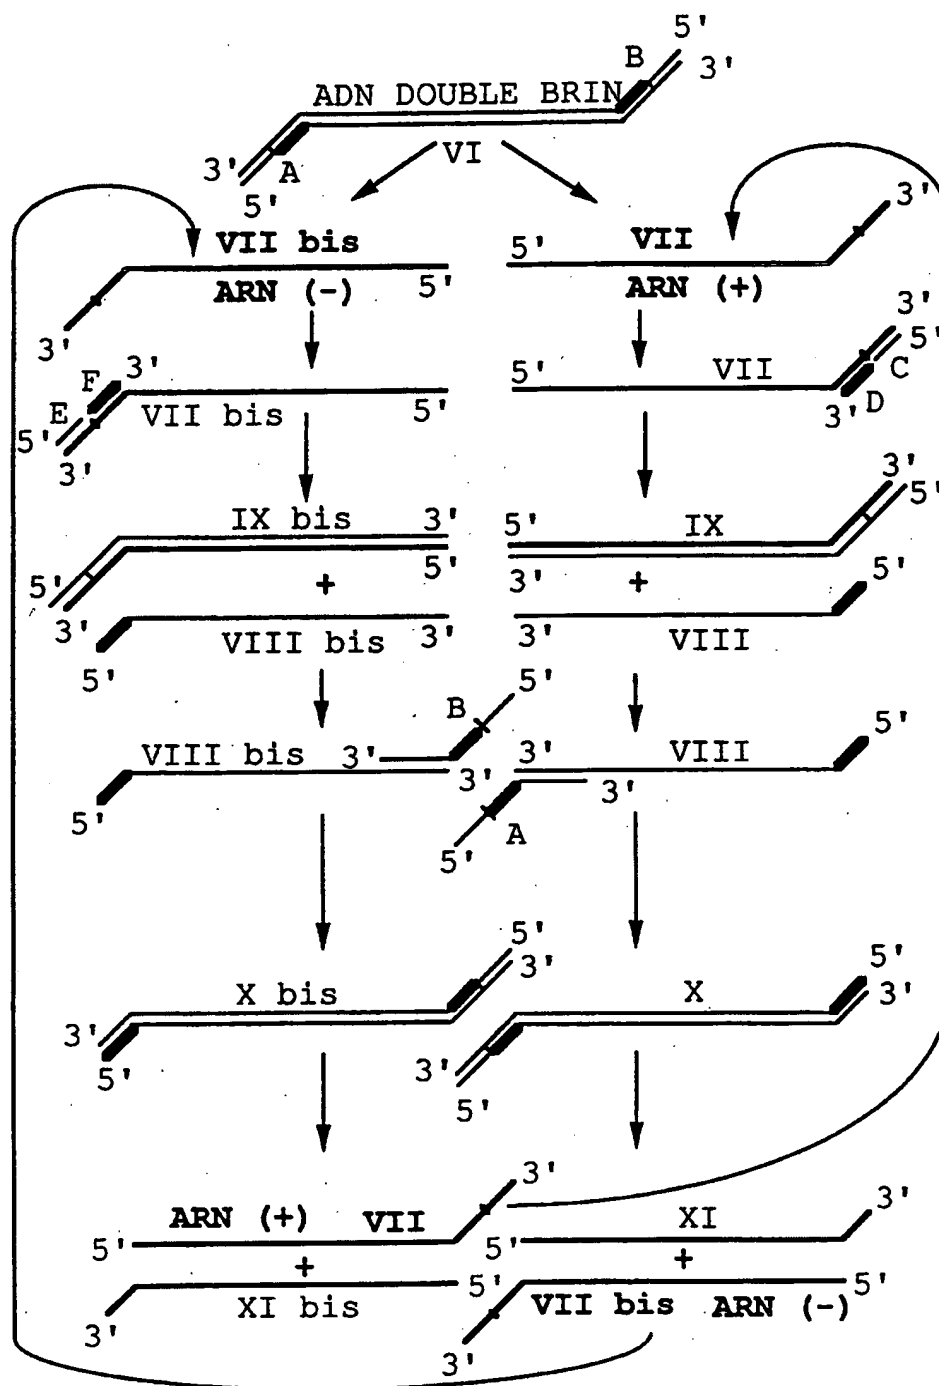 5'
B
3'
ADN DOUBLE BRIN
3'
A
VI
5'
3'
VII bis
5'
VII
ARN (-)
5'
ARN (+)
3'
3'
5'
F
3'
5'
VII
C
E
VII bis
5'
3'
D
5'
3'
3'
IX bis
3'
5'
IX
5'
5'
5'
3'
+
+
5'
3'
VIII bis
3'
3'
VIII
5'
5'
B
5'
VIII bis
3'
3'
VIII
3'
3'
5'
A
5'
5'
5'
3'
X bis
X
3'
3'
5'
3'
5'
3'
ARN (+)
VII
XI
3'
5'
5'
+
+
XI bis
5'
VII bis
ARN (-)
5'
3'
3'